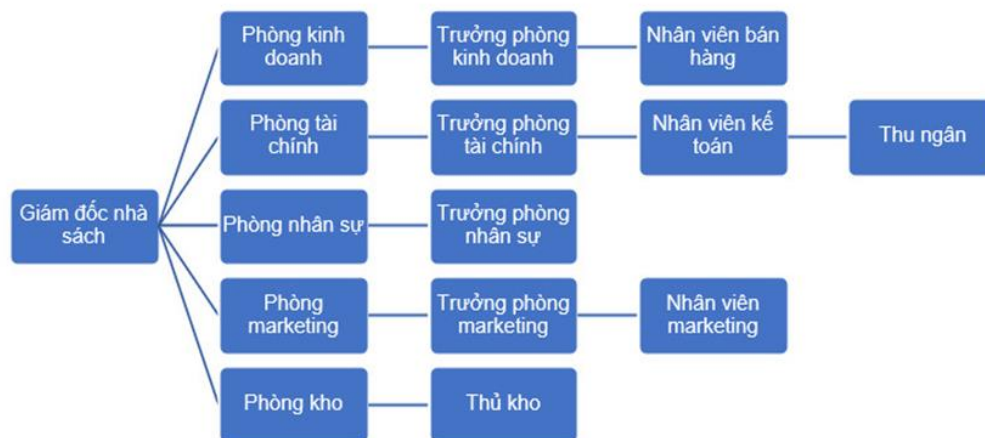 Phòng kinh
doanh
Trưởng phòng
kinh doanh
Nhân viên bán
hàng
Phòng tài
chính
Trưởng phòng
tài chính
Nhân viên kế
toán
Thu ngân
Giám đốc nhà
sách
Phòng nhân sự
Trưởng phòng
nhân sự
Phòng
marketing
Trưởng phòng
marketing
Nhân viên
marketing
Phòng kho
Thủ kho